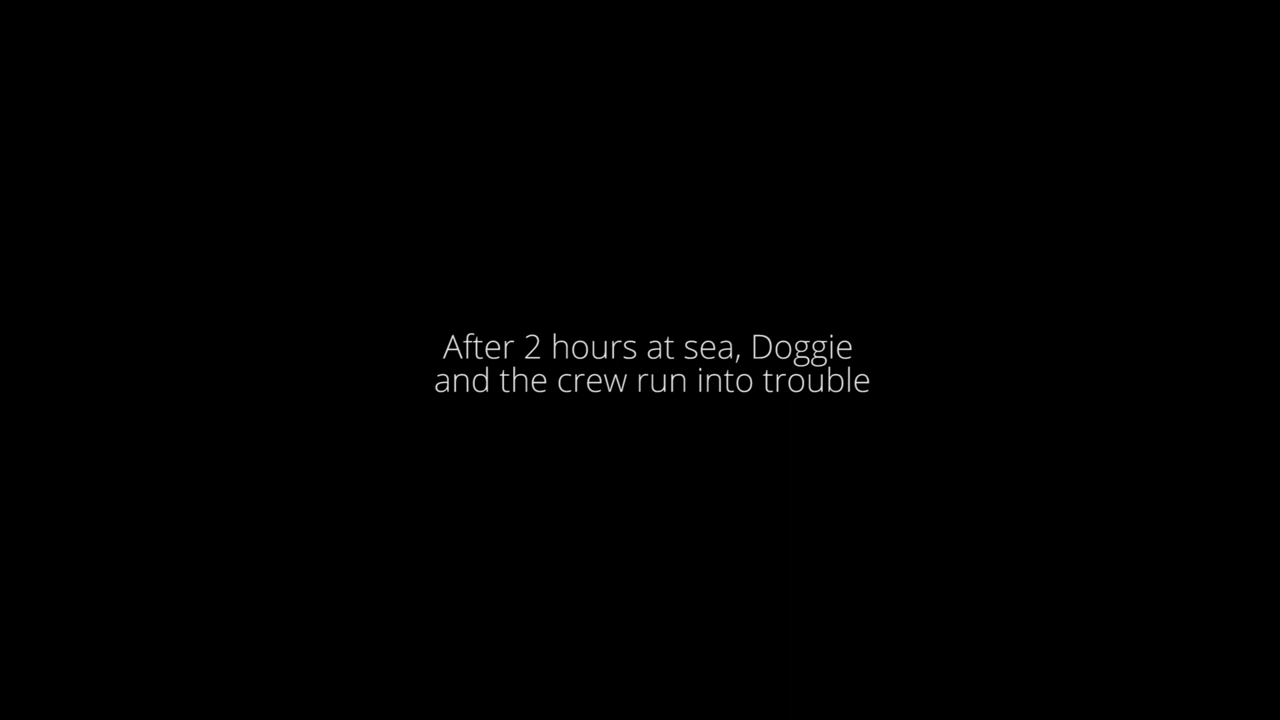 After 2 hours at sea, Doggie
and the crew run into trouble